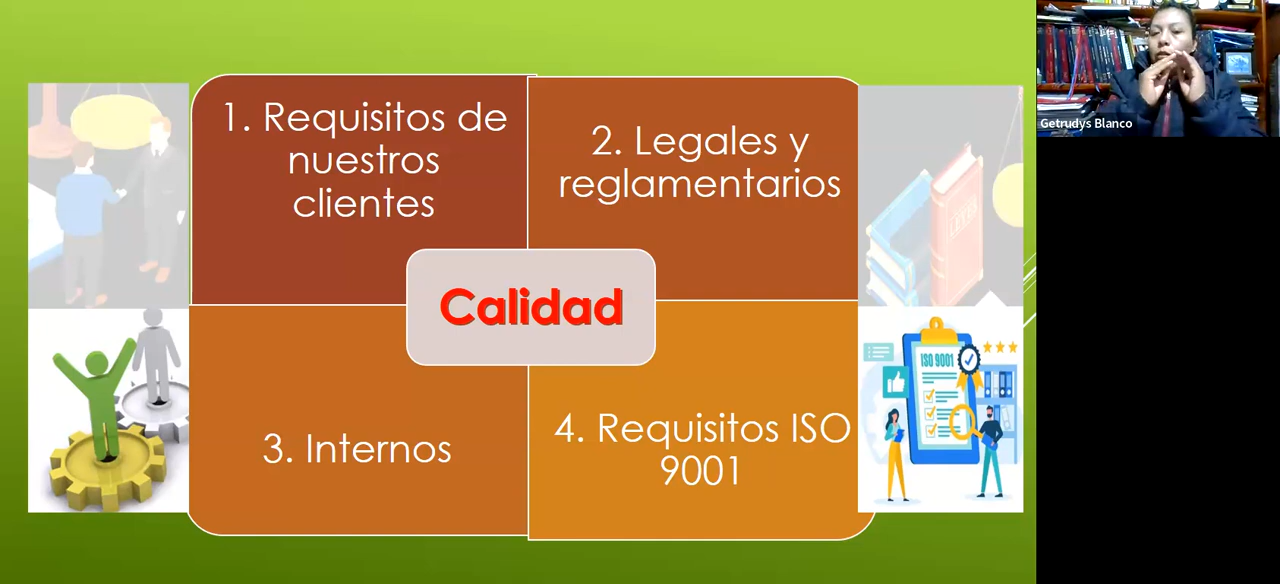 1. Requisitos de
nuestros
clientes
2. Legales y
reglamentarios
Calidad
3. Internos
4. Requisitos ISO
9001
LEYES
ISO 9001
Getrudys Blanco